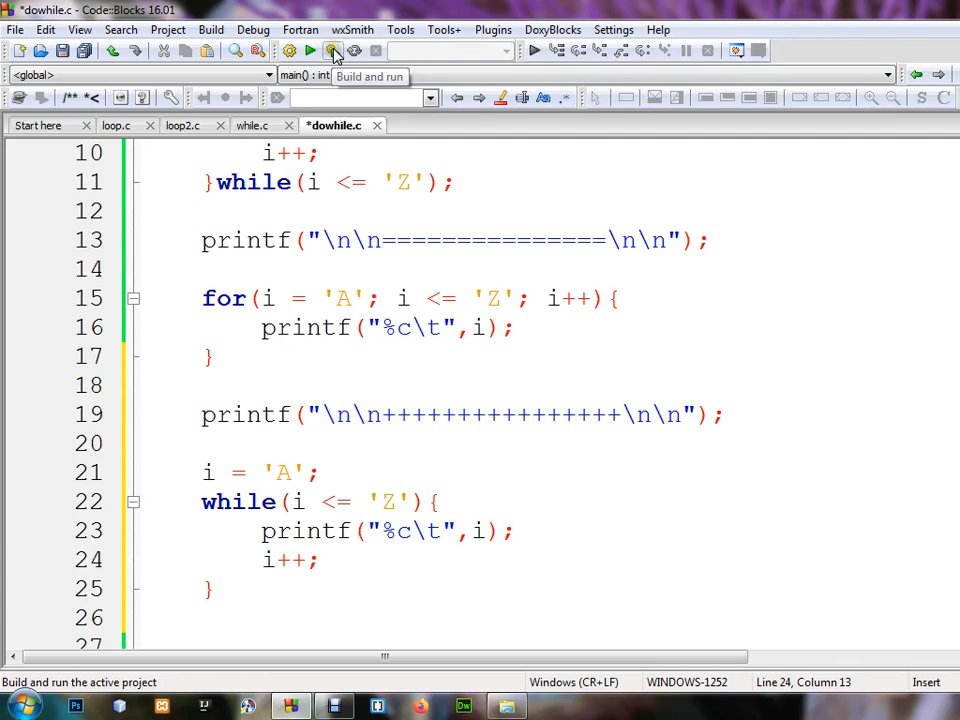 *dowhile.c - Code::Blocks 16.01
File Edit View Search Project Build Debug Fortran wxSmith Tools Tools+ Plugins DoxyBlocks Settings Help
<global> main() : int
Build and run
/** *<
Start here loop.c loop2.c while.c *dowhile.c
10 i++;
11 }while(i <= 'Z');
12
13 printf("\n\n===============\n\n");
14
15 for(i = 'A'; i <= 'Z'; i++){
16 printf("%c\t",i);
17 }
18
19 printf("\n\n++++++++++++++++\n\n");
20
21 i = 'A';
22 while(i <= 'Z'){
23 printf("%c\t",i);
24 i++;
25 }
26
27
Build and run the active project Windows (CR+LF) WINDOWS-1252 Line 24, Column 13 Insert